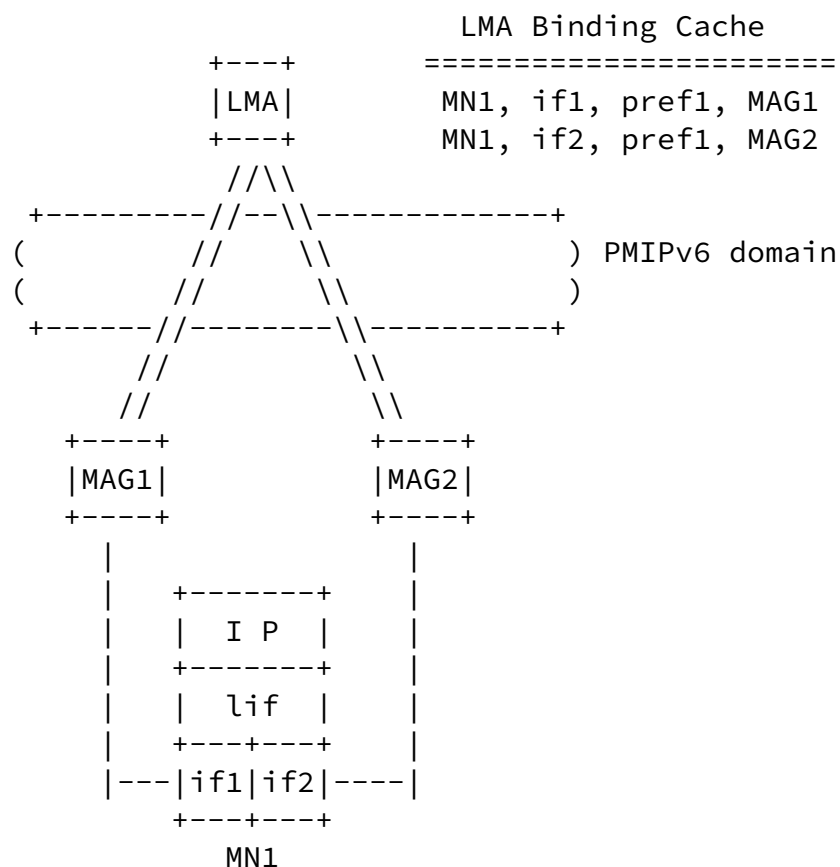 LMA Binding Cache
           +---+       =======================
           |LMA|        MN1, if1, pref1, MAG1
           +---+        MN1, if2, pref1, MAG2
            //\\
 +---------//--\\-------------+
(         //    \\             ) PMIPv6 domain
(        //      \\            )
 +------//--------\\----------+
       //          \\
      //            \\
   +----+           +----+
   |MAG1|           |MAG2|
   +----+           +----+
     |                |
     |   +-------+    |
     |   |  I P  |    |
     |   +-------+    |
     |   |  lif  |    |
     |   +---+---+    |
     |---|if1|if2|----|
         +---+---+
            MN1